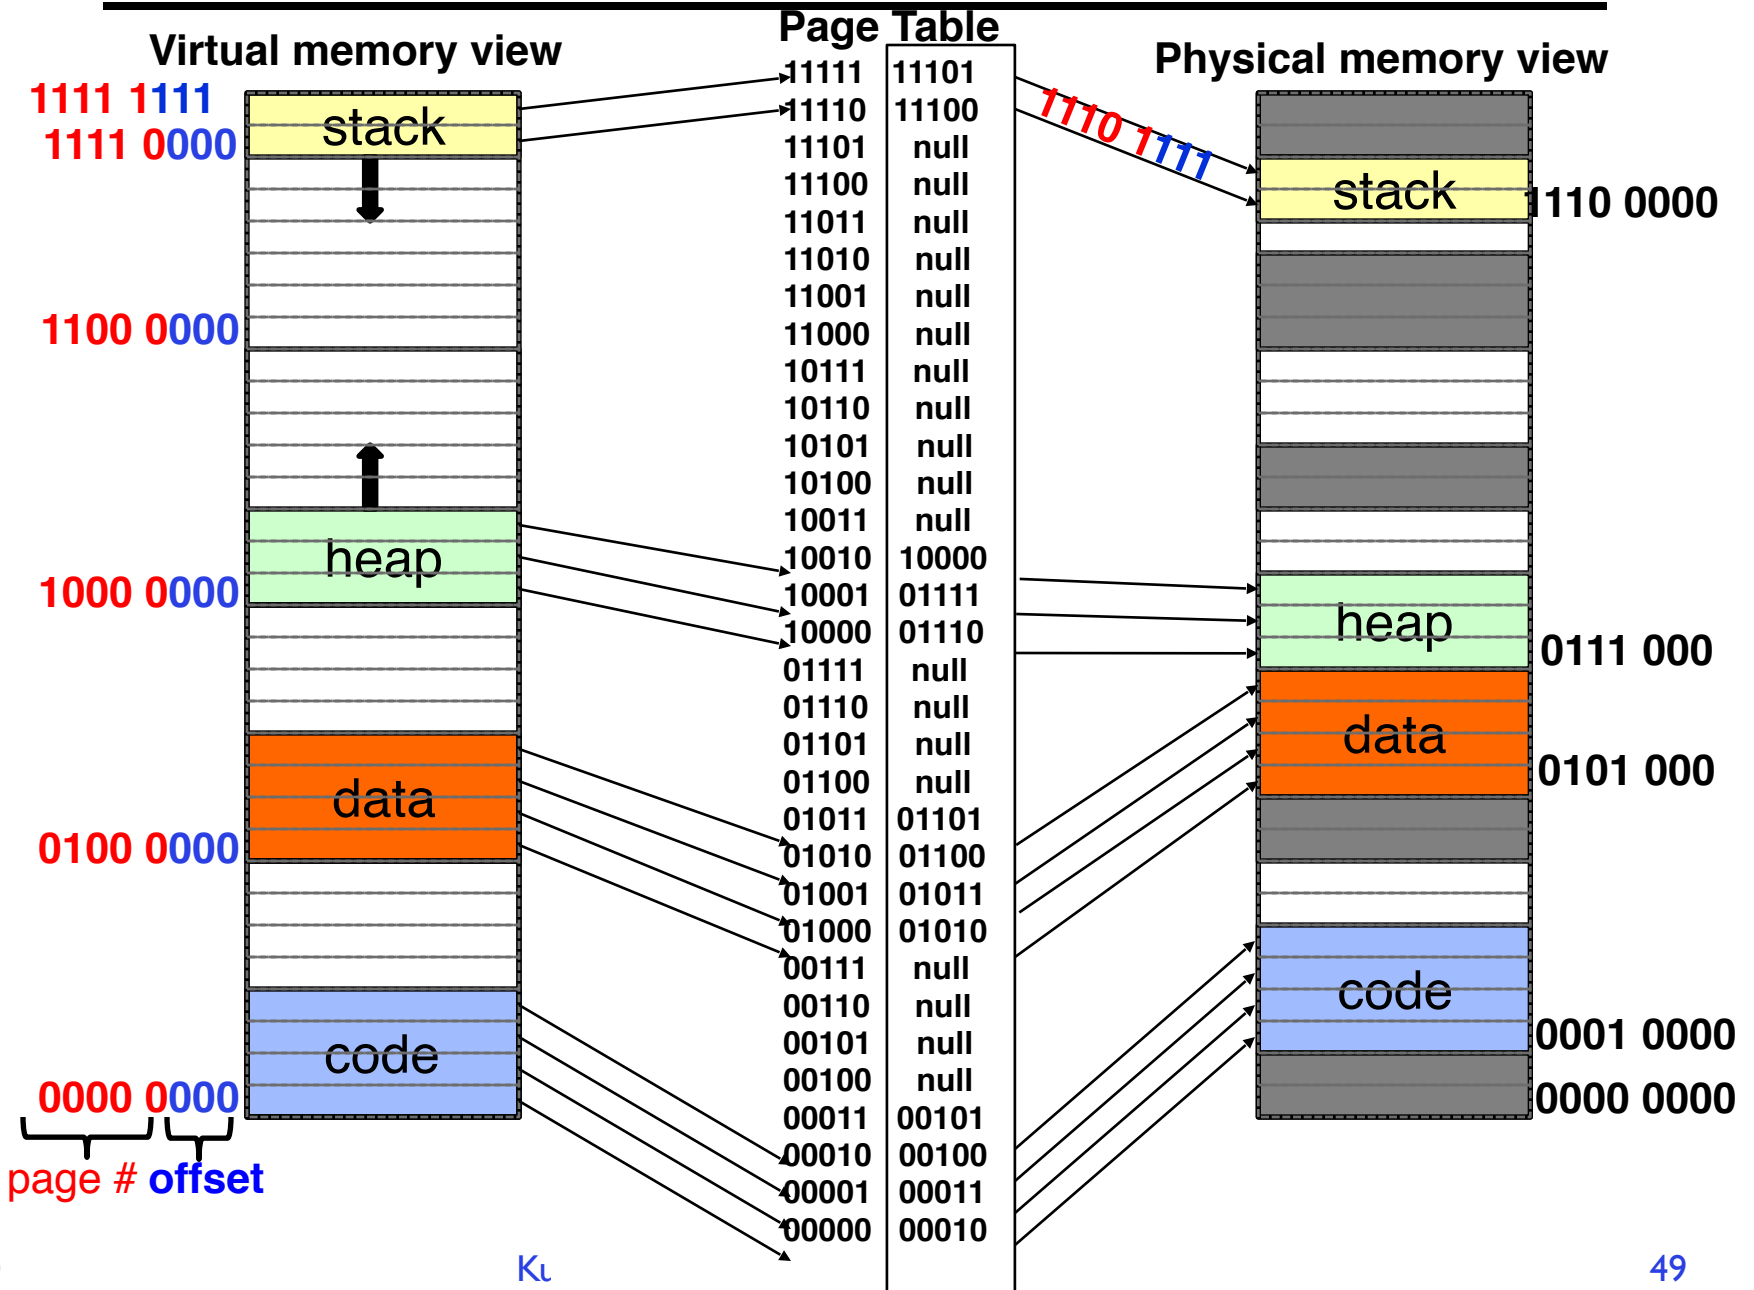 Page Table
Virtual memory view
Physical memory view
1111 1111
1111 0000
1100 0000
1000 0000
0100 0000
0000 0000
page # offset
stack
heap
data
code
11111 11101
11110 11100
11101 null
11100 null
11011 null
11010 null
11001 null
11000 null
10111 null
10110 null
10101 null
10100 null
10011 null
10010 10000
10001 01111
10000 01110
01111 null
01110 null
01101 null
01100 null
01011 01101
01010 01100
01001 01011
01000 01010
00111 null
00110 null
00101 null
00100 null
00011 00101
00010 00100
00001 00011
00000 00010
1110 1111
stack
1110 0000
heap
0111 000
data
0101 000
code
0001 0000
0000 0000
49